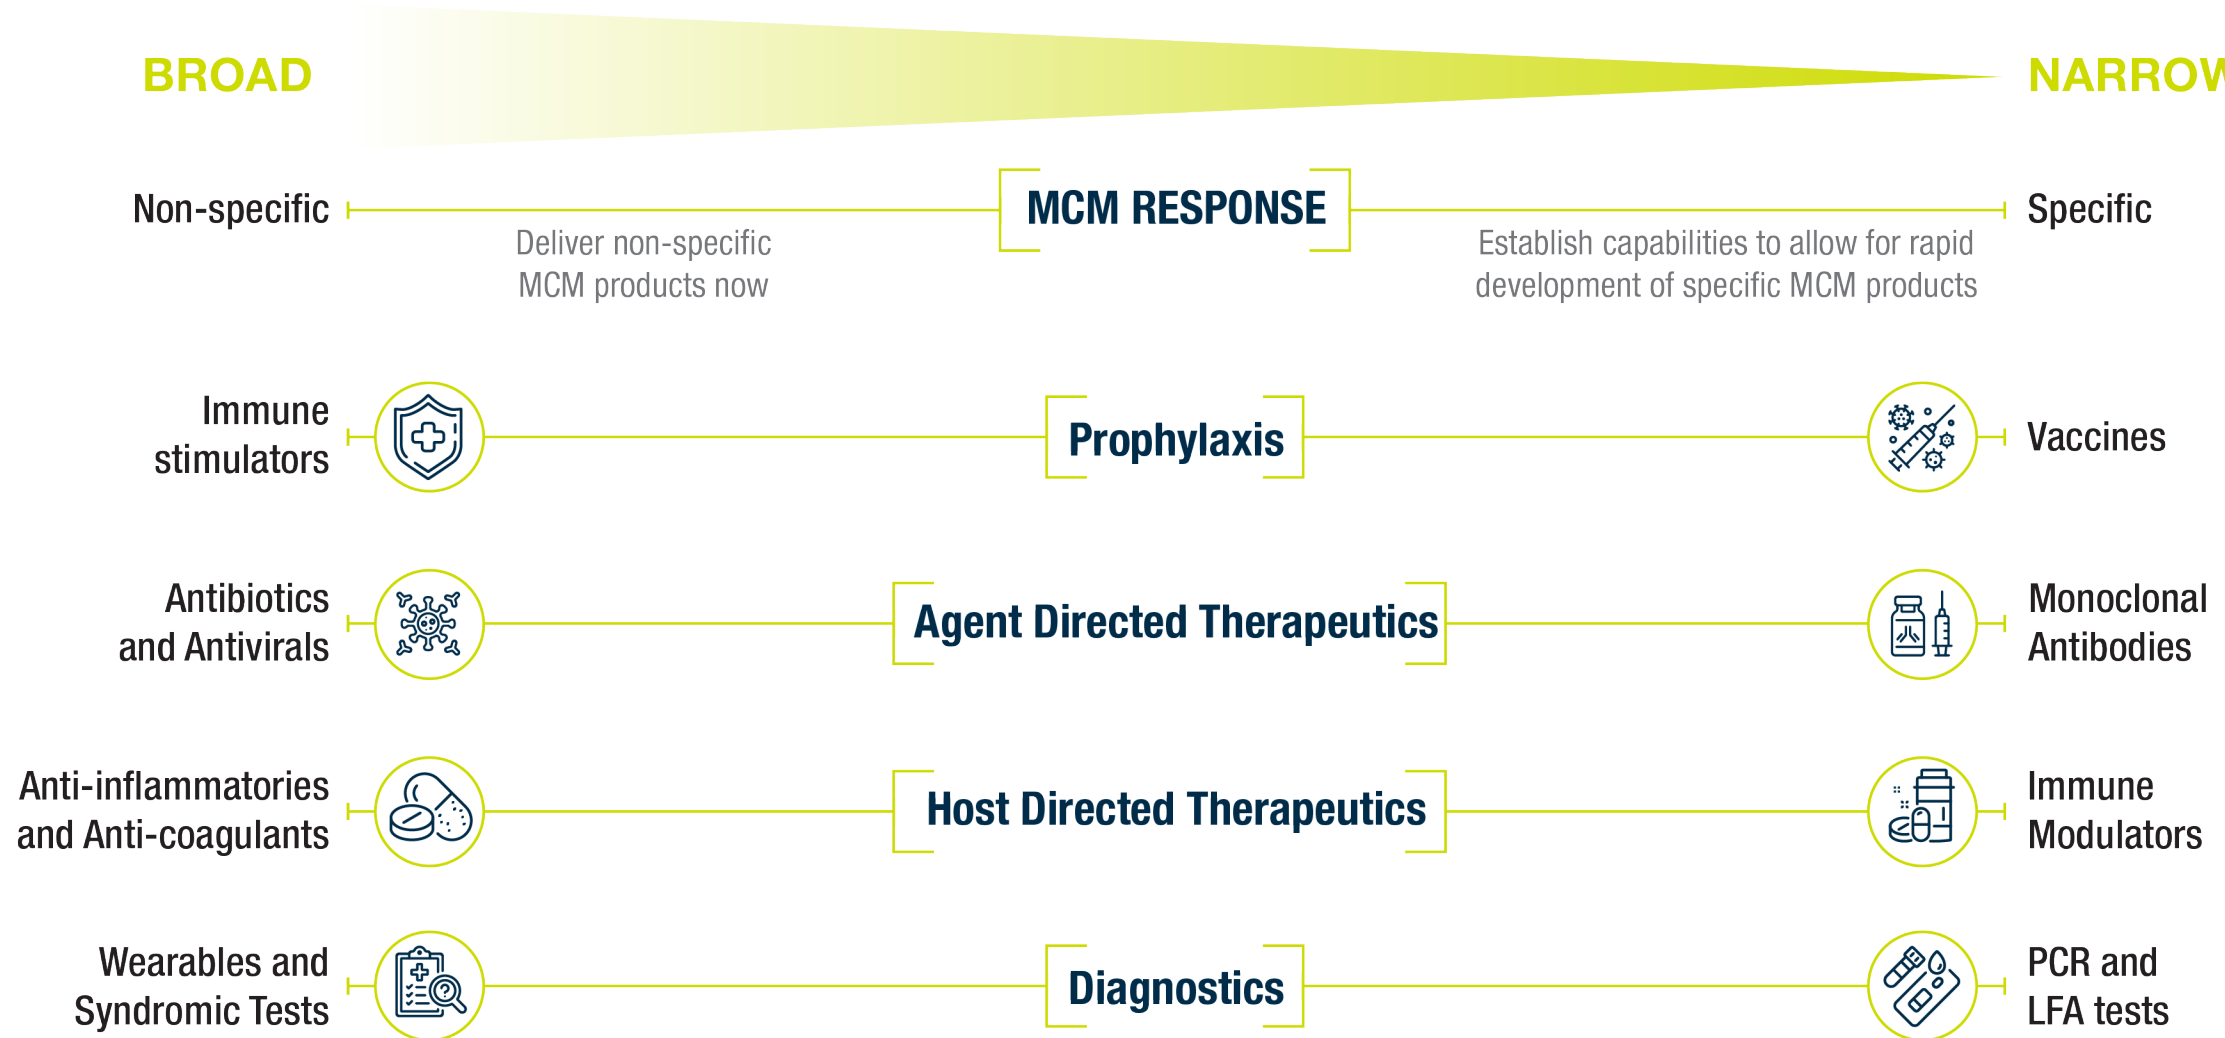 BROAD
NARROW
Non-specific
MCM RESPONSE
Specific
Deliver non-specific
MCM products now
Establish capabilities to allow for rapid
development of specific MCM products
Immune
stimulators
Prophylaxis
Vaccines
Antibiotics
and Antivirals
Agent Directed Therapeutics
Monoclonal
Antibodies
Anti-inflammatories
and Anti-coagulants
Host Directed Therapeutics
Immune
Modulators
Wearables and
Syndromic Tests
Diagnostics
PCR and
LFA tests